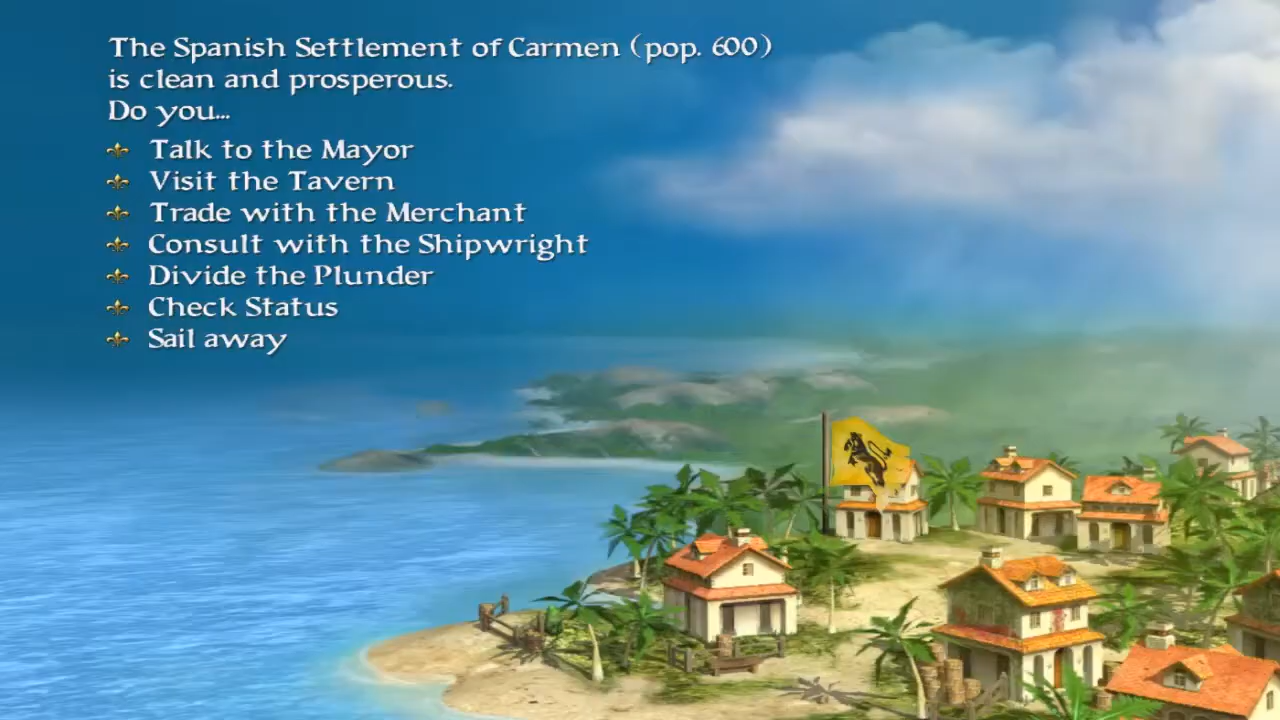 The Spanish Settlement of Carmen (pop. 600)
is clean and prosperous.
Do you...
Talk to the Mayor
Visit the Tavern
Trade with the Merchant
Consult with the Shipwright
Divide the Plunder
Check Status
Sail away